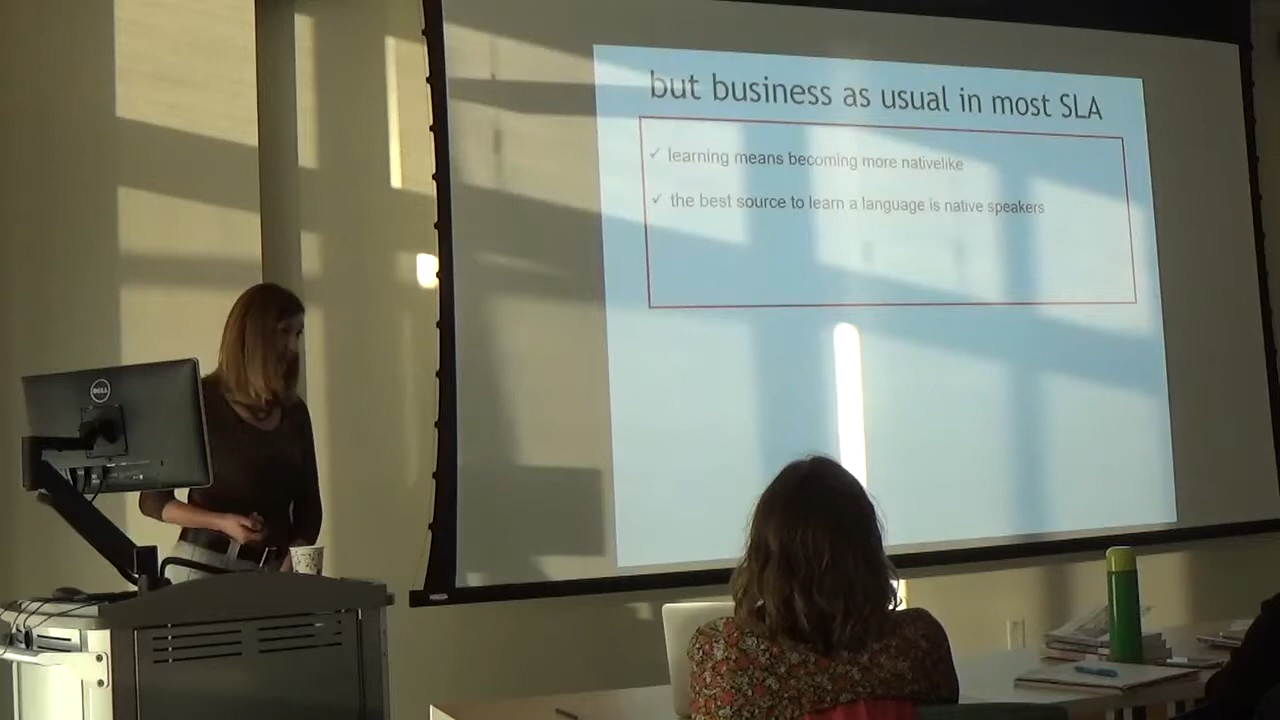 but business as usual in most SLA
✓ learning means becoming more nativelike
✓ the best source to learn a language is native speakers
DELL